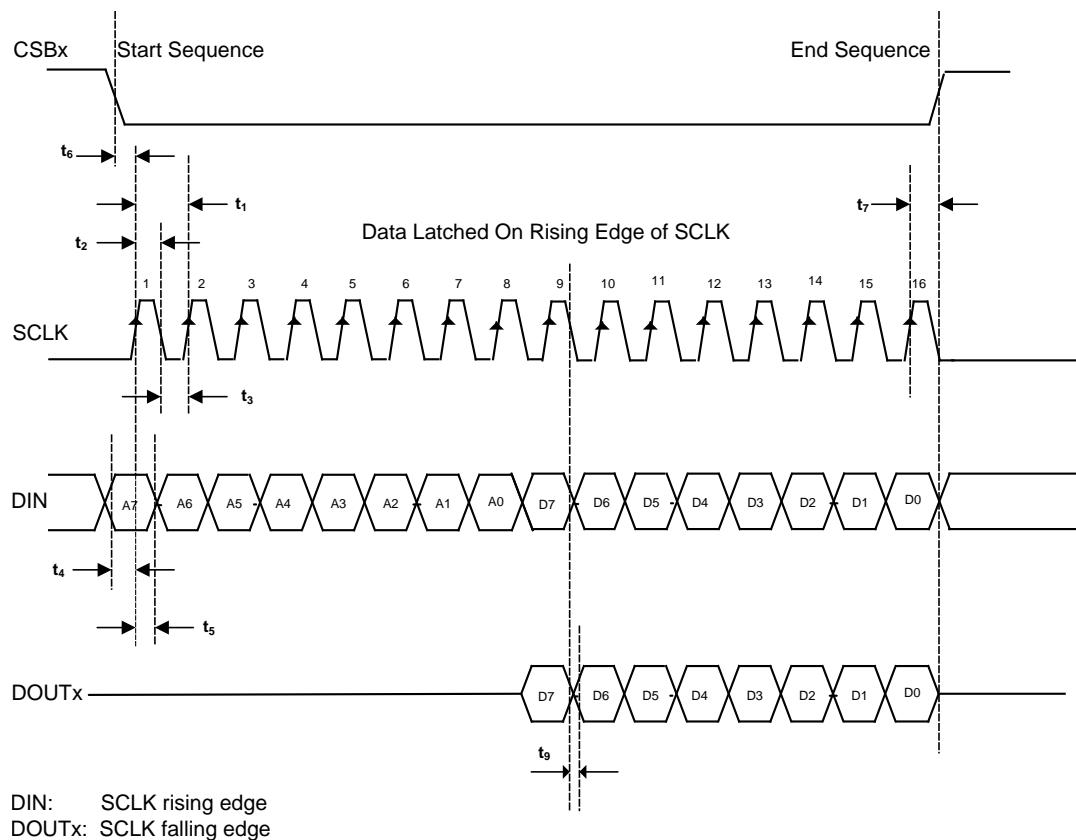 CSBx
Start Sequence
End Sequence
t6
t1
t7
t2
Data Latched On Rising Edge of SCLK
1 2 3 4 5 6 7 8 9 10 11 12 13 14 15 16
SCLK
t3
DIN
A7 A6 A5 A4 A3 A2 A1 A0 D7 D6 D5 D4 D3 D2 D1 D0
t4
t5
DOUTx
D7 D6 D5 D4 D3 D2 D1 D0
t9
DIN: SCLK rising edge
DOUTx: SCLK falling edge